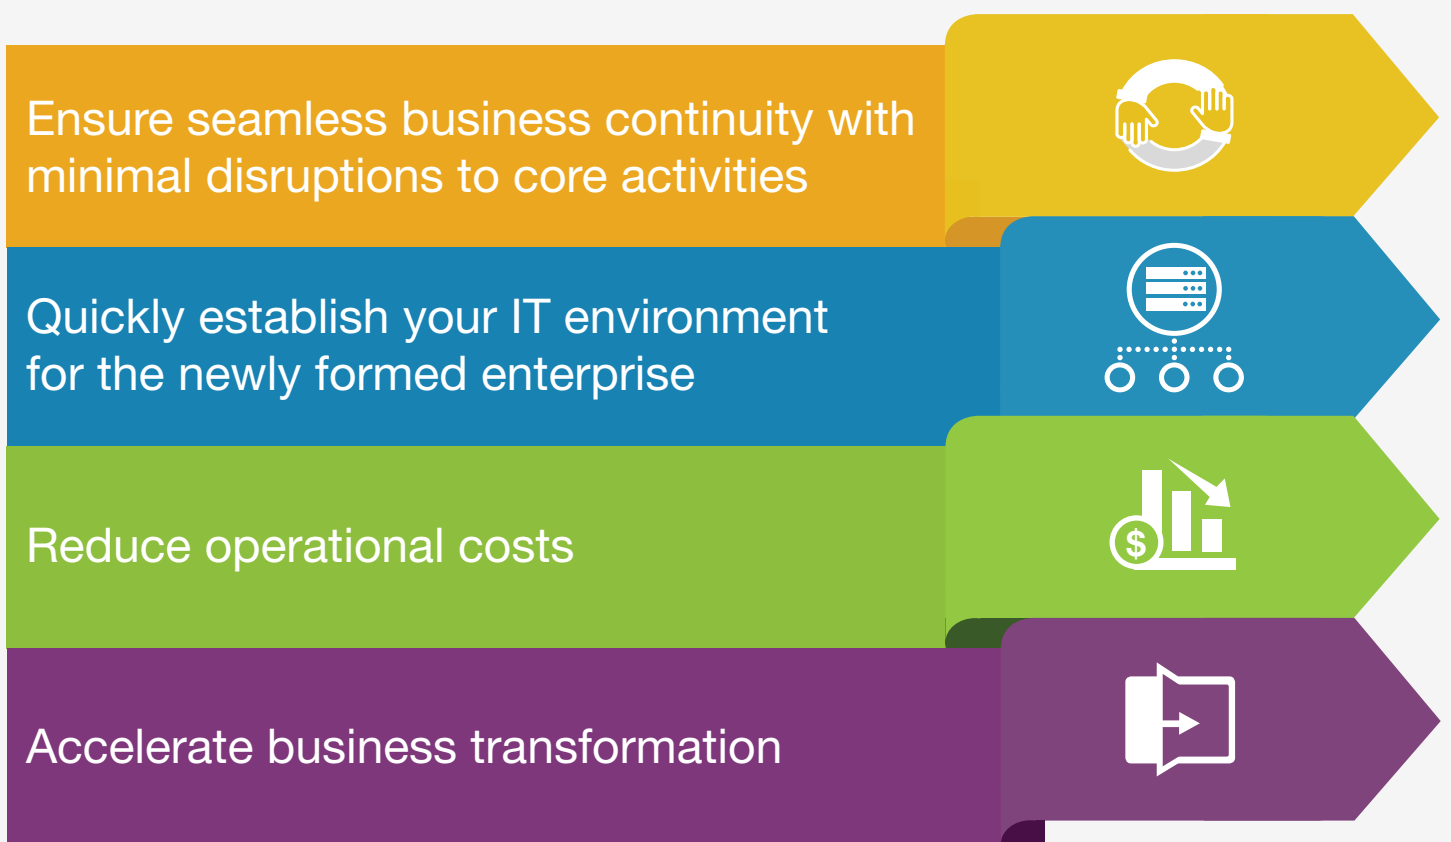 Ensure seamless business continuity with
minimal disruptions to core activities
Quickly establish your IT environment
for the newly formed enterprise
Reduce operational costs
$
Accelerate business transformation